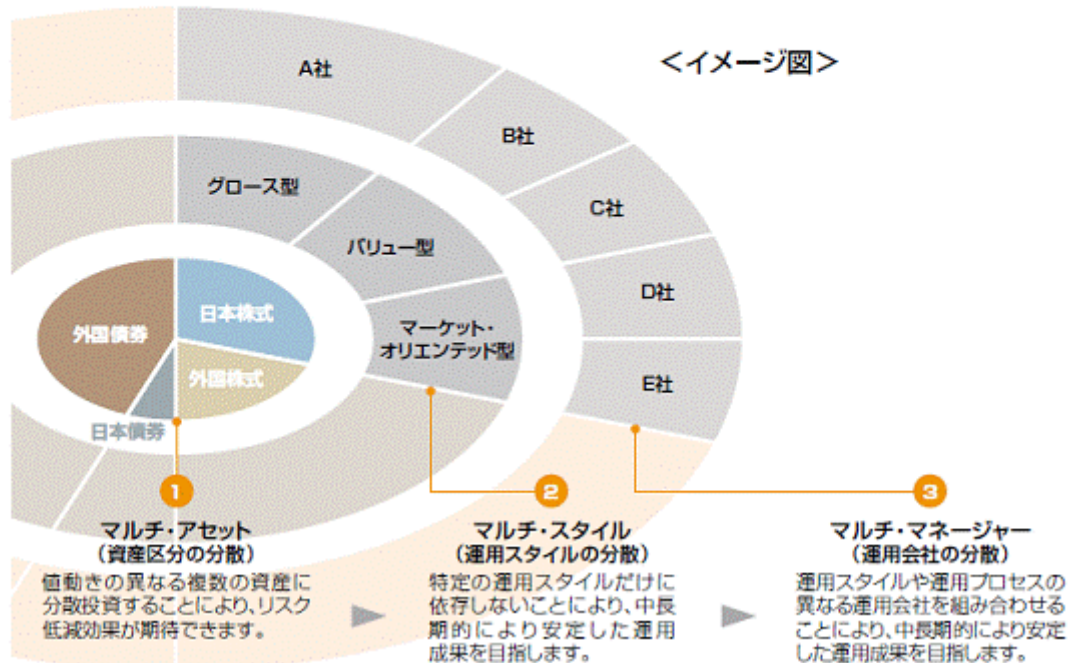 <イメージ図>
A社
B社
C社
D社
E社
グロース型
バリュー型
マーケット・
オリエンテッド型
外国債券
日本株式
外国株式
日本債券
1
マルチ・アセット
(資産区分の分散)
値動きの異なる複数の資産に
分散投資することにより、リスク
低減効果が期待できます。
2
マルチ・スタイル
(運用スタイルの分散)
特定の運用スタイルだけに
依存しないことにより、中長
期的により安定した運用
成果を目指します。
3
マルチ・マネージャー
(運用会社の分散)
運用スタイルや運用プロセスの
異なる運用会社を組み合わせる
ことにより、中長期的により安定
した運用成果を目指します。